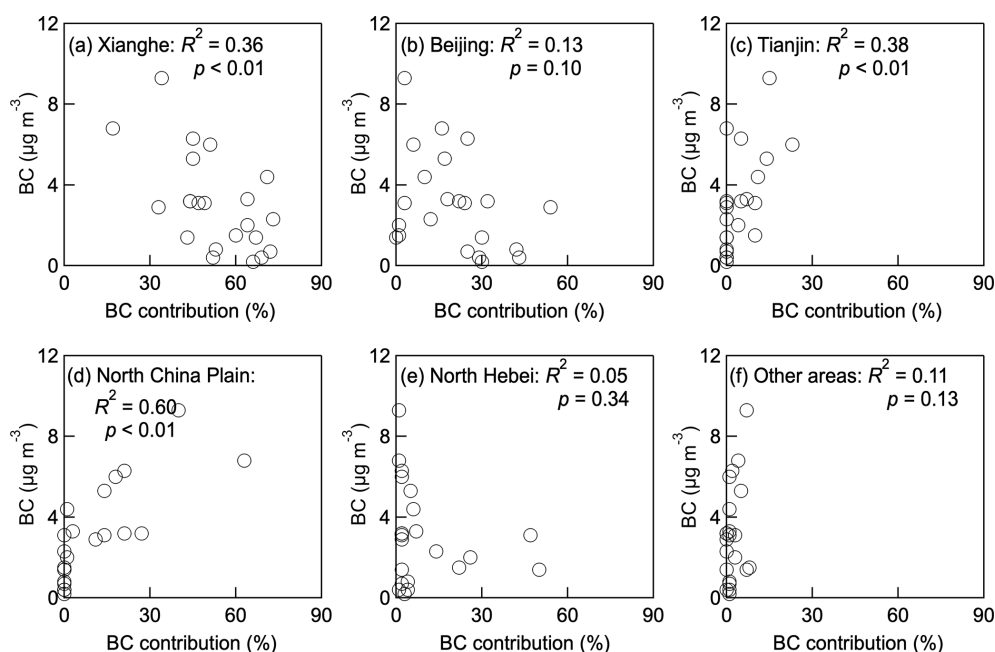 (a) Xianghe: R² = 0.36
p < 0.01
12
8
4
0
BC (µg m⁻³)
0 30 60 90
BC contribution (%)
(b) Beijing: R² = 0.13
p = 0.10
12
8
4
0
BC (µg m⁻³)
0 30 60 90
BC contribution (%)
(c) Tianjin: R² = 0.38
p < 0.01
12
8
4
0
BC (µg m⁻³)
0 30 60 90
BC contribution (%)
(d) North China Plain:
R² = 0.60
p < 0.01
12
8
4
0
BC (µg m⁻³)
0 30 60 90
BC contribution (%)
(e) North Hebei: R² = 0.05
p = 0.34
12
8
4
0
BC (µg m⁻³)
0 30 60 90
BC contribution (%)
(f) Other areas: R² = 0.11
p = 0.13
12
8
4
0
BC (µg m⁻³)
0 30 60 90
BC contribution (%)